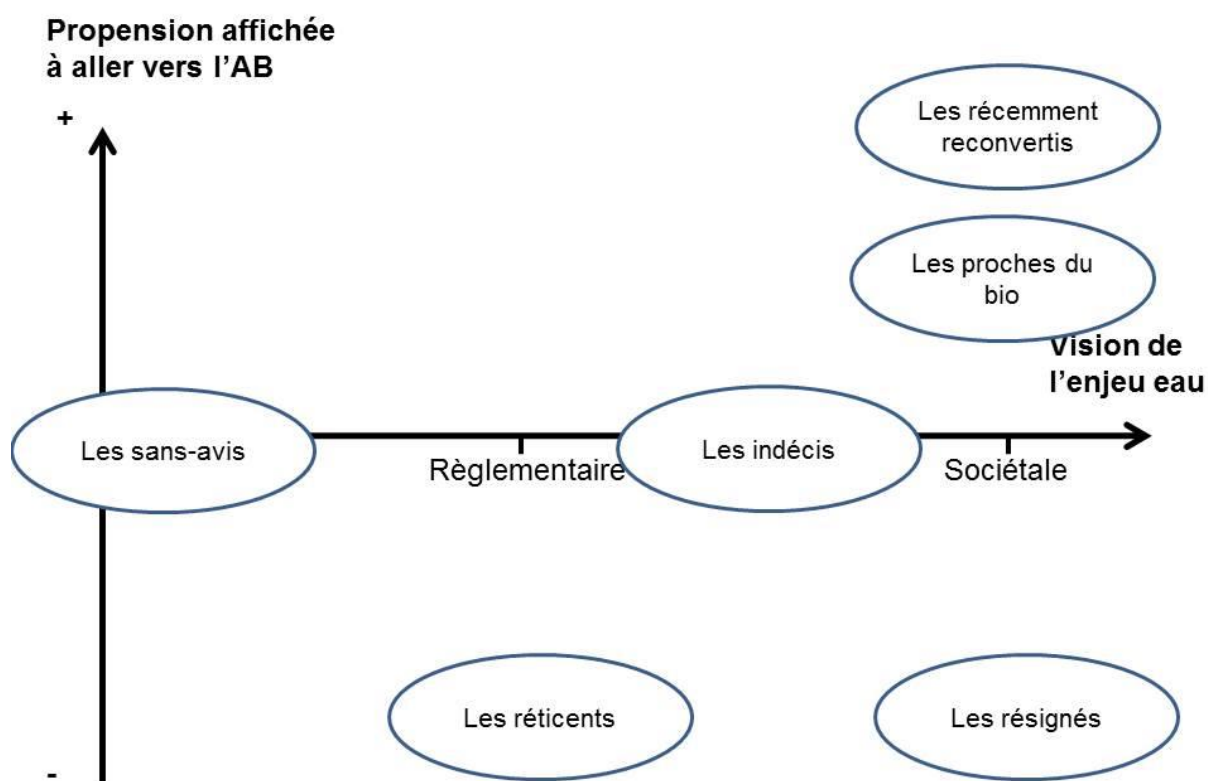 Propension affichée
à aller vers l'AB
+
Les récemment
reconvertis
Les proches du
bio
Vision de
l'enjeu eau
Les sans-avis
Règlementaire
Les indécis
Sociétale
Les réticents
Les résignés
-